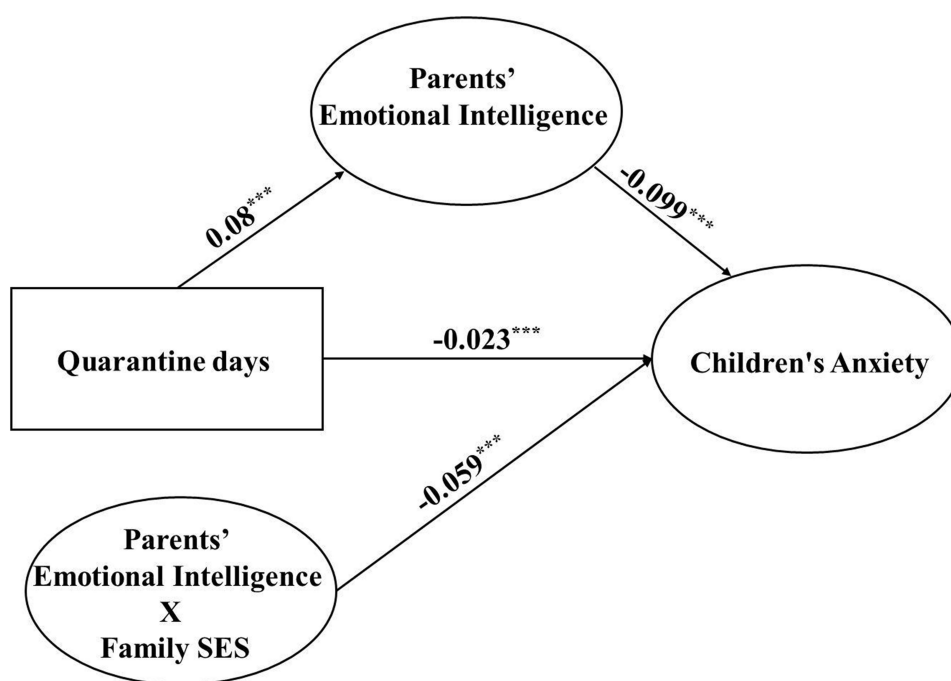 Parents’
Emotional Intelligence
0.08***
-0.099***
Quarantine days
-0.023***
Children's Anxiety
-0.059***
Parents’
Emotional Intelligence
X
Family SES